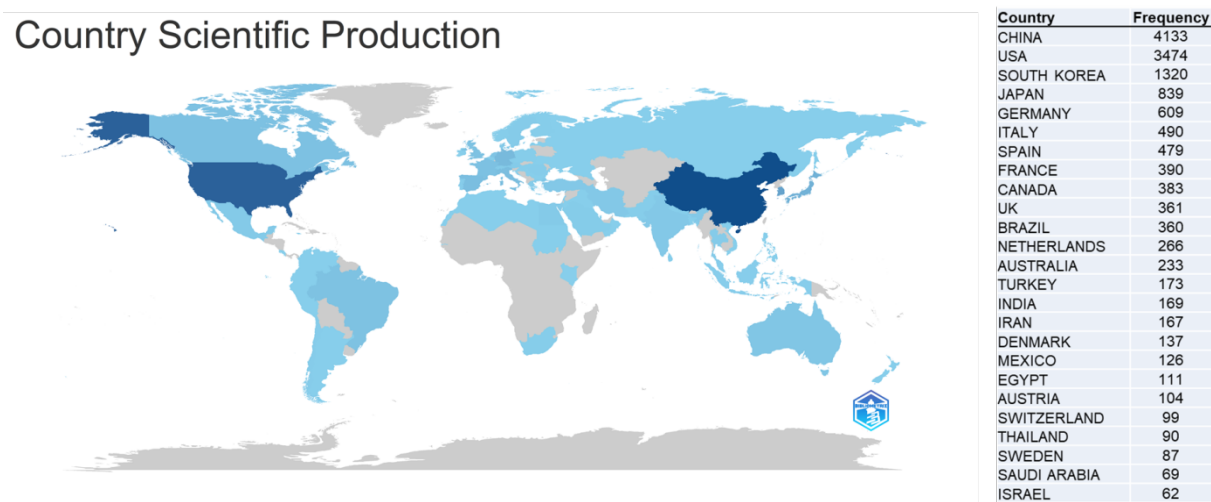 Country Scientific Production
Country Frequency
CHINA 4133
USA 3474
SOUTH KOREA 1320
JAPAN 839
GERMANY 609
ITALY 490
SPAIN 479
FRANCE 390
CANADA 383
UK 361
BRAZIL 360
NETHERLANDS 266
AUSTRALIA 233
TURKEY 173
INDIA 169
IRAN 167
DENMARK 137
MEXICO 126
EGYPT 111
AUSTRIA 104
SWITZERLAND 99
THAILAND 90
SWEDEN 87
SAUDI ARABIA 69
ISRAEL 62